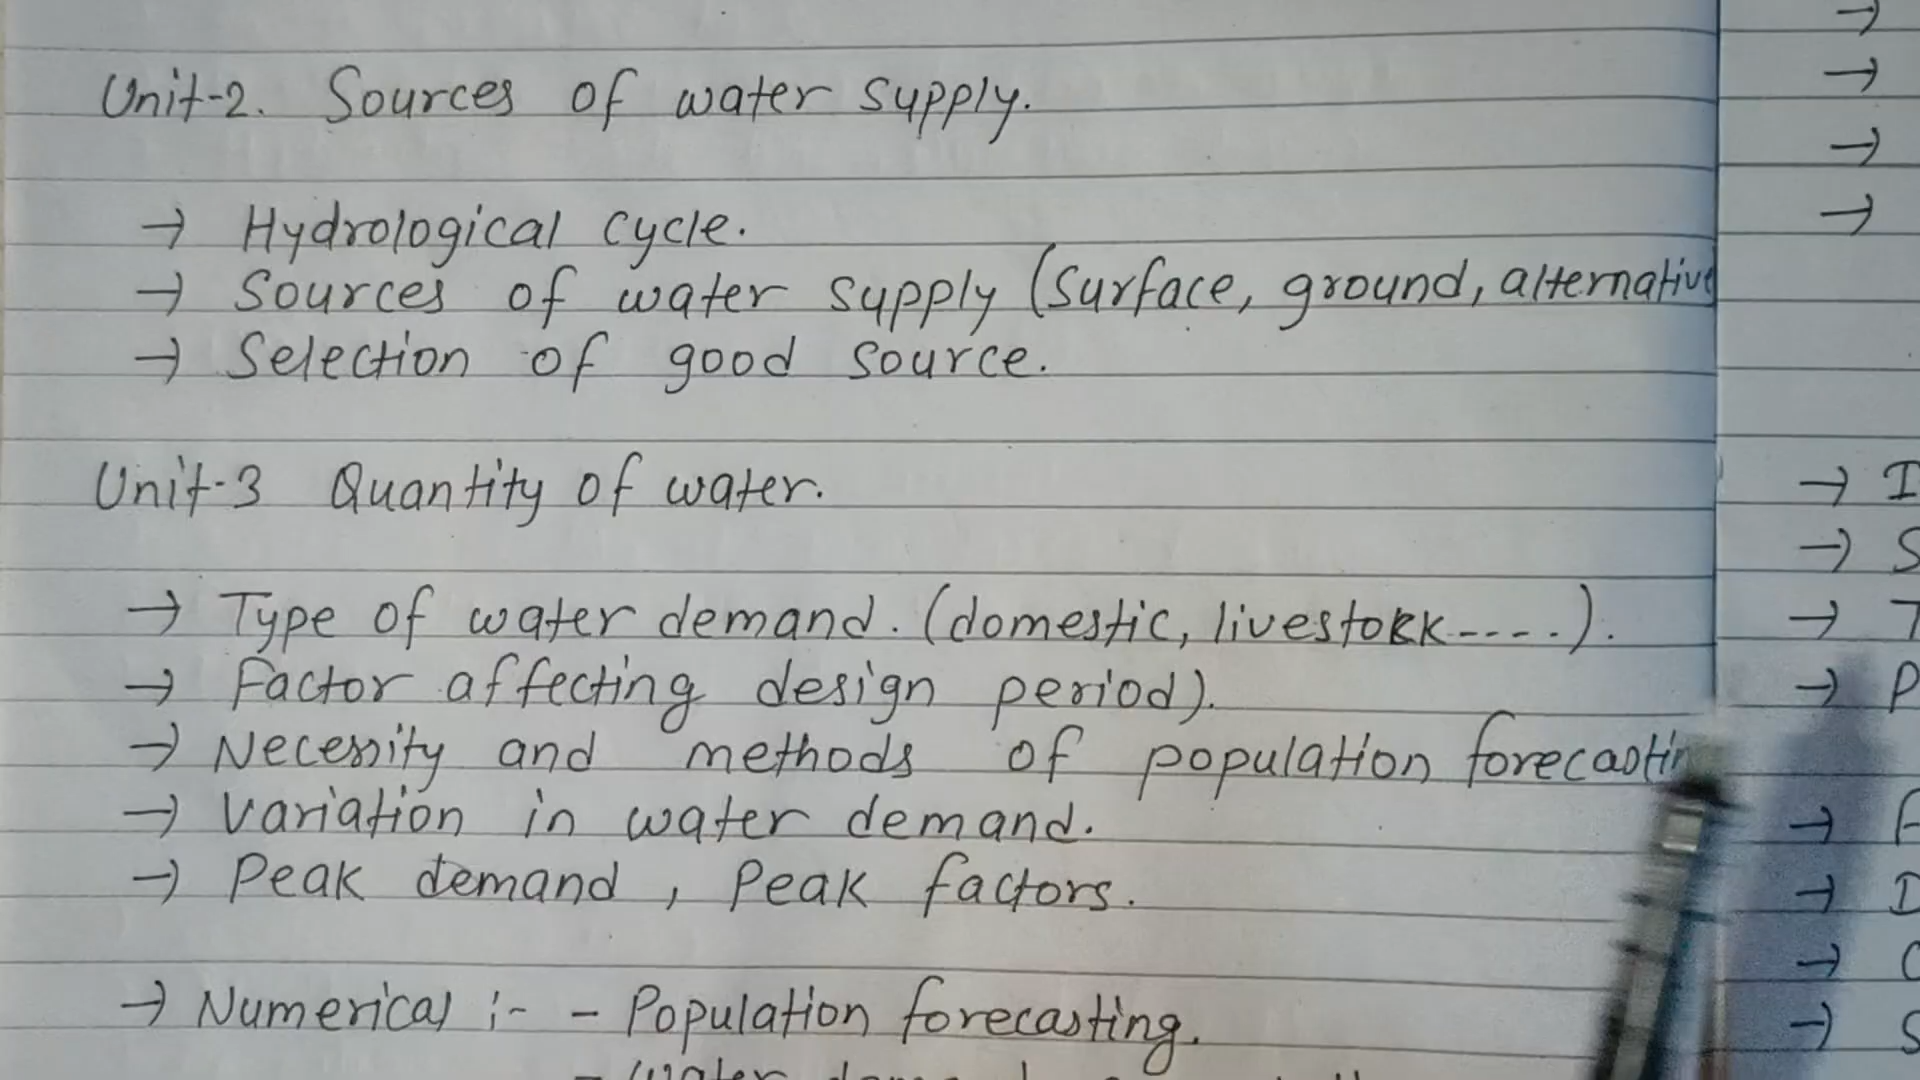 Unit-2. Sources of water supply.
→ Hydrological cycle.
→ Sources of water supply (surface, ground, alternative
→ Selection of good source.
Unit-3 Quantity of water.
→ Type of water demand. (domestic, livestokk-----).
→ Factor affecting design period).
→ Necessity and methods of population forecastin
→ Variation in water demand.
→ Peak demand, Peak factors.
→ Numerical :- - Population forecasting.
- Water
→
→
→
→
→ I
→ S
→ T
→ P
→
→ D
→ C
→ S